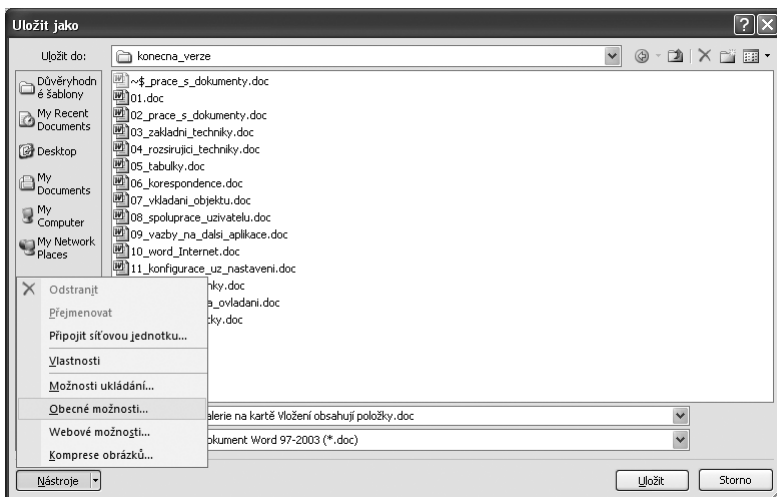 Uložit jako
Uložit do:
konecna_verze
Důvěryhodn
é šablony
My Recent
Documents
Desktop
My
Documents
My
Computer
My Network
Places
~$_prace_s_dokumenty.doc
01.doc
02_prace_s_dokumenty.doc
03_zakladni_techniky.doc
04_rozsirujici_techniky.doc
05_tabulky.doc
06_korespondence.doc
07_vkladani_objektu.doc
08_spoluprace_uzivatelu.doc
09_vazby_na_dalsi_aplikace.doc
10_word_Internet.doc
11_konfigurace_uz_nastaveni.doc
nky.doc
a_ovladani.doc
cky.doc
Odstranit
Přejmenovat
Připojit síťovou jednotku...
Vlastnosti
Možnosti ukládání...
Obecné možnosti...
Webové možnosti...
Komprese obrázků...
alerie na kartě Vložení obsahují položky.doc
okument Word 97-2003 (*.doc)
Nástroje
Uložit
Storno